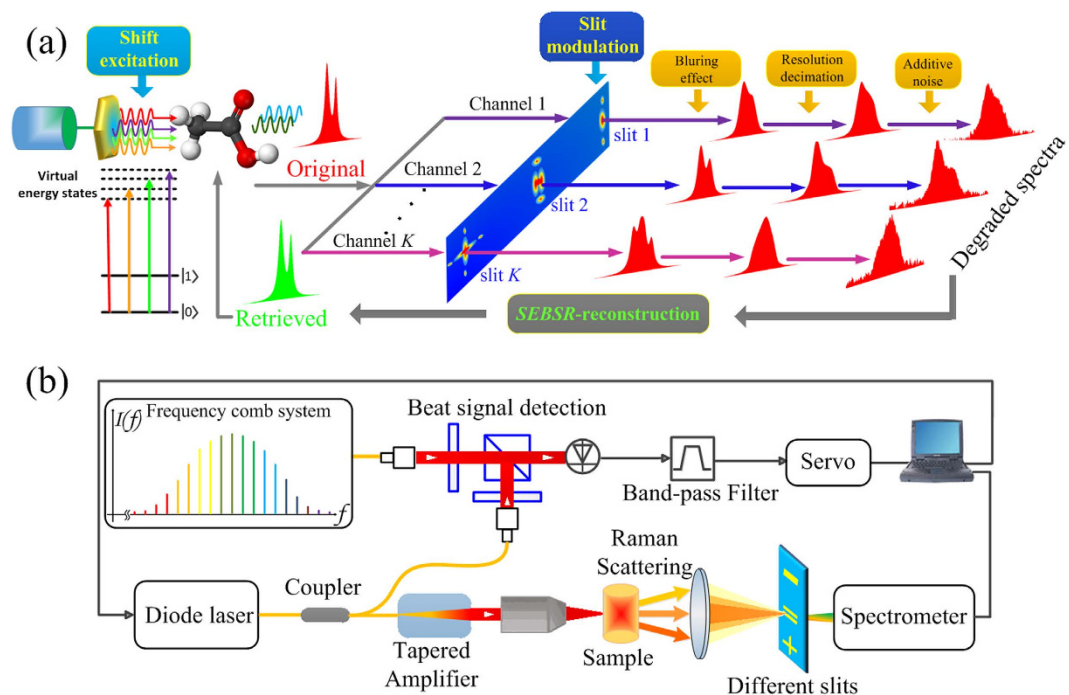 (a)
Shift
excitation
Slit
modulation
Bluring
effect
Resolution
decimation
Additive
noise
Channel 1
slit 1
Original
Channel 2
slit 2
Virtual
energy states
Channel K
slit K
|1>
|0>
Retrieved
SEBSR-reconstruction
Degraded spectra
(b)
I(f)
Frequency comb system
f
Beat signal detection
Band-pass Filter
Servo
Diode laser
Coupler
Tapered
Amplifier
Raman
Scattering
Sample
Different slits
Spectrometer